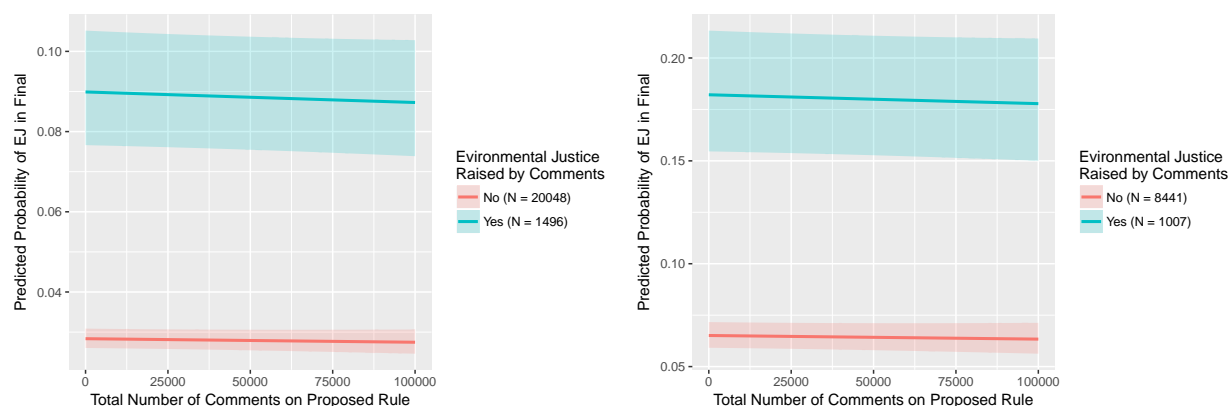 Predicted Probability of EJ in Final
0.10
0.08
0.06
0.04
0
25000
50000
75000
100000
Total Number of Comments on Proposed Rule
Evironmental Justice
Raised by Comments
No (N = 20048)
Yes (N = 1496)
Predicted Probability of EJ in Final
0.20
0.15
0.10
0.05
0
25000
50000
75000
100000
Total Number of Comments on Proposed Rule
Evironmental Justice
Raised by Comments
No (N = 8441)
Yes (N = 1007)